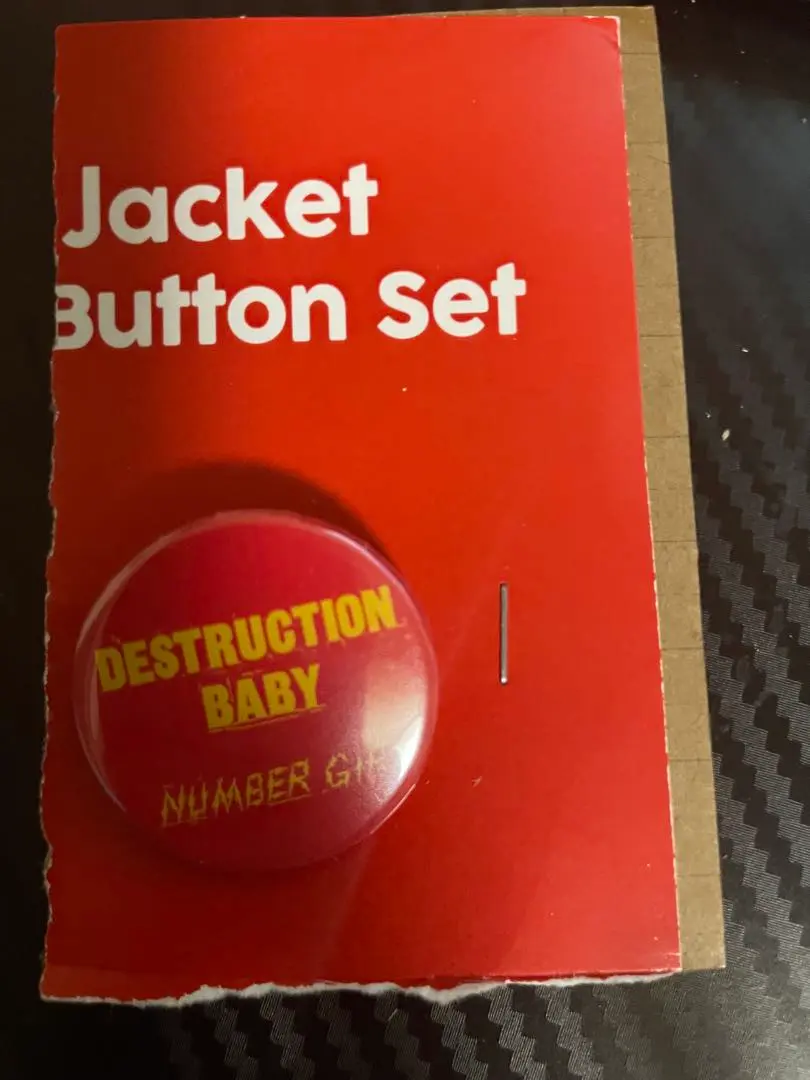 Jacket
Button Set
DESTRUCTION
BABY
NUMBER